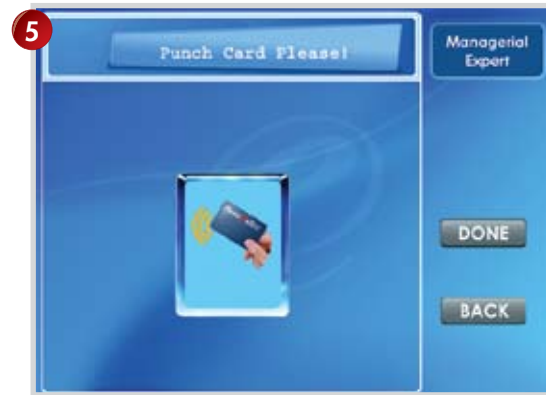 5
Punch Card Please!
Managerial
Expert
DONE
BACK